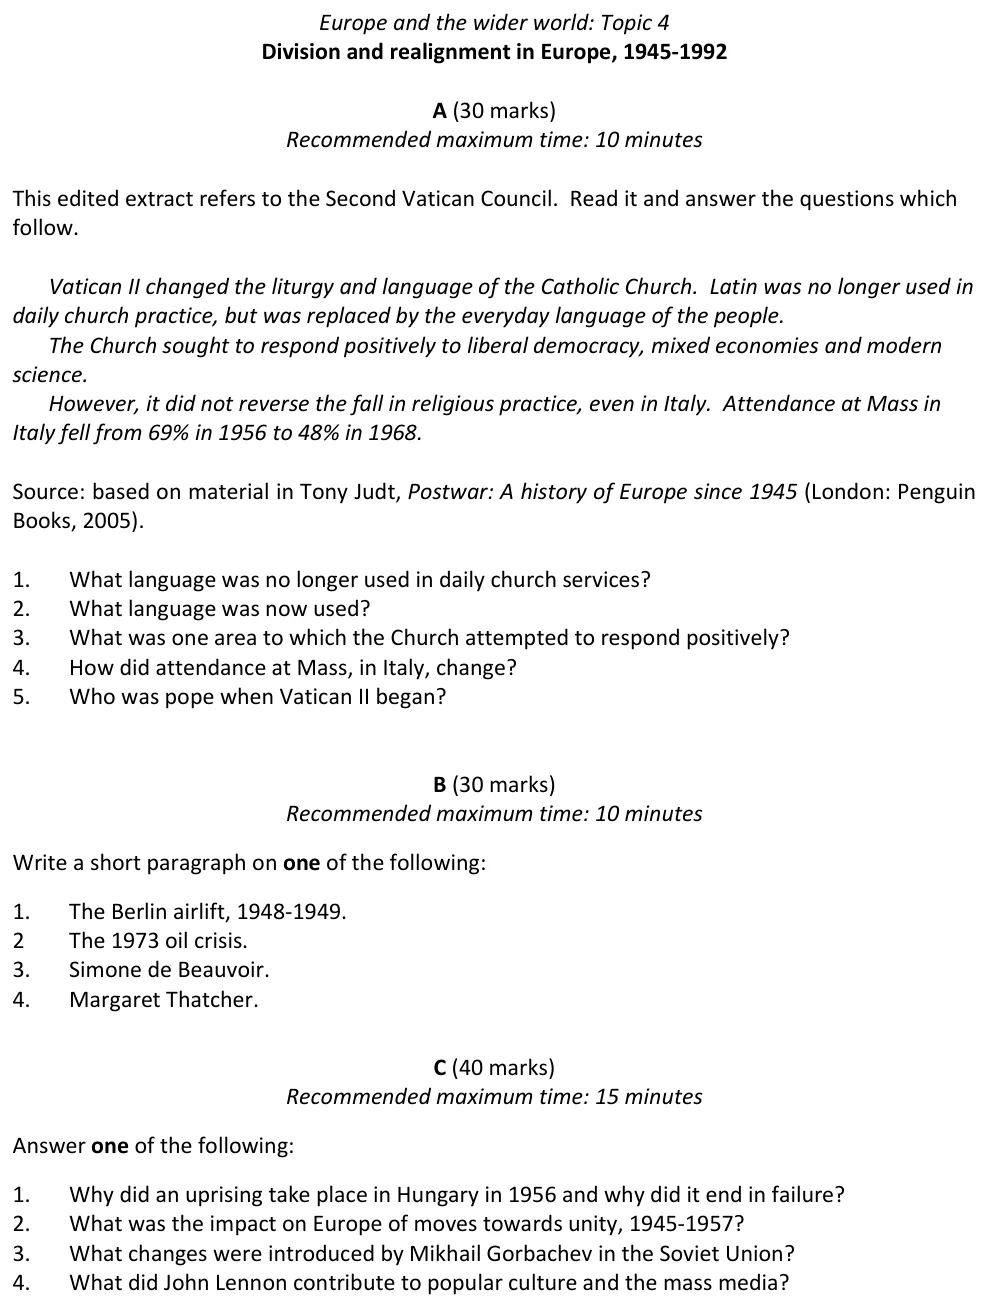 Europe and the wider world: Topic 4
Division and realignment in Europe, 1945-1992
A (30 marks)
Recommended maximum time: 10 minutes
This edited extract refers to the Second Vatican Council.  Read it and answer the questions which
follow.
Vatican II changed the liturgy and language of the Catholic Church.  Latin was no longer used in
daily church practice, but was replaced by the everyday language of the people.
The Church sought to respond positively to liberal democracy, mixed economies and modern
science.
However, it did not reverse the fall in religious practice, even in Italy.  Attendance at Mass in
Italy fell from 69% in 1956 to 48% in 1968.
Source: based on material in Tony Judt, Postwar: A history of Europe since 1945 (London: Penguin
Books, 2005).
1. What language was no longer used in daily church services?
2. What language was now used?
3. What was one area to which the Church attempted to respond positively?
4. How did attendance at Mass, in Italy, change?
5. Who was pope when Vatican II began?
B (30 marks)
Recommended maximum time: 10 minutes
Write a short paragraph on one of the following:
1. The Berlin airlift, 1948-1949.
2 The 1973 oil crisis.
3. Simone de Beauvoir.
4. Margaret Thatcher.
C (40 marks)
Recommended maximum time: 15 minutes
Answer one of the following:
1. Why did an uprising take place in Hungary in 1956 and why did it end in failure?
2. What was the impact on Europe of moves towards unity, 1945-1957?
3. What changes were introduced by Mikhail Gorbachev in the Soviet Union?
4. What did John Lennon contribute to popular culture and the mass media?